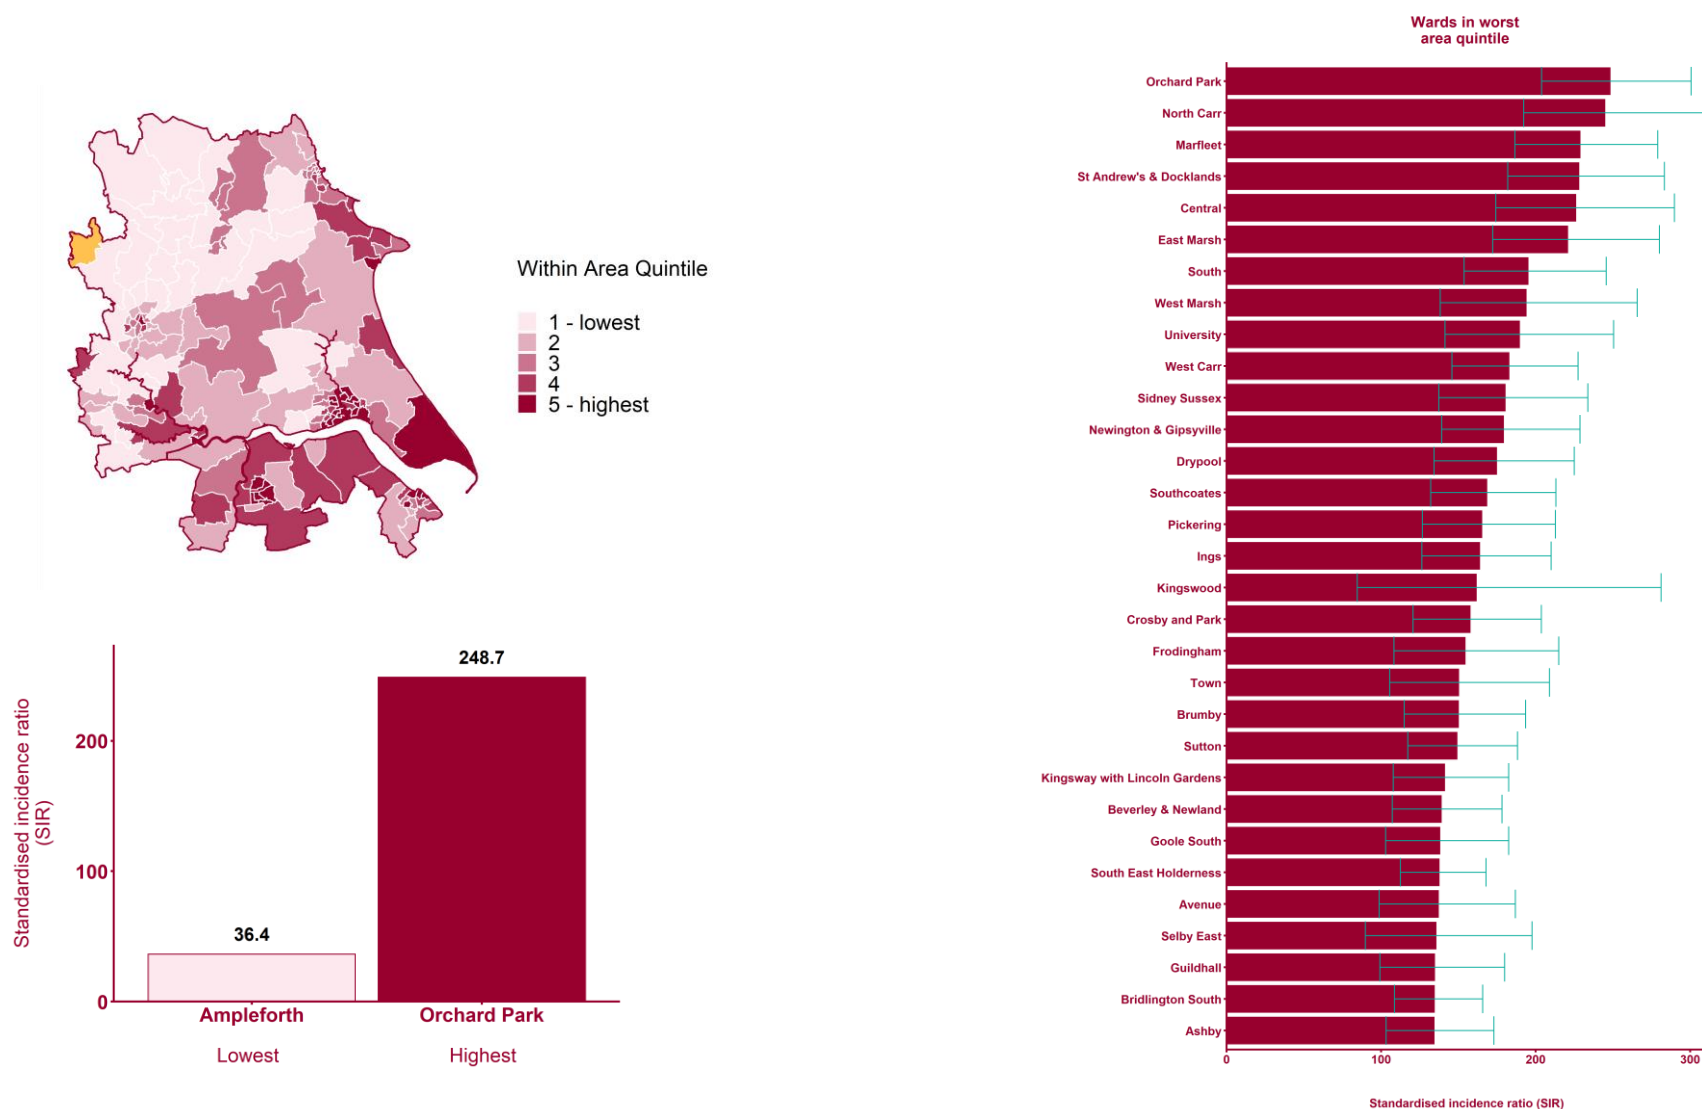 Within Area Quintile
1 - lowest
2
3
4
5 - highest
Standardised incidence ratio
(SIR)
200
100
0
36.4
248.7
Ampleforth
Orchard Park
Lowest
Highest
Wards in worst
area quintile
Orchard Park
North Carr
Marfleet
St Andrew's & Docklands
Central
East Marsh
South
West Marsh
University
West Carr
Sidney Sussex
Newington & Gipsyville
Drypool
Southcoates
Pickering
Ings
Kingswood
Crosby and Park
Frodingham
Town
Brumby
Sutton
Kingsway with Lincoln Gardens
Beverley & Newland
Goole South
South East Holderness
Avenue
Selby East
Guildhall
Bridlington South
Ashby
0
100
200
300
Standardised incidence ratio (SIR)